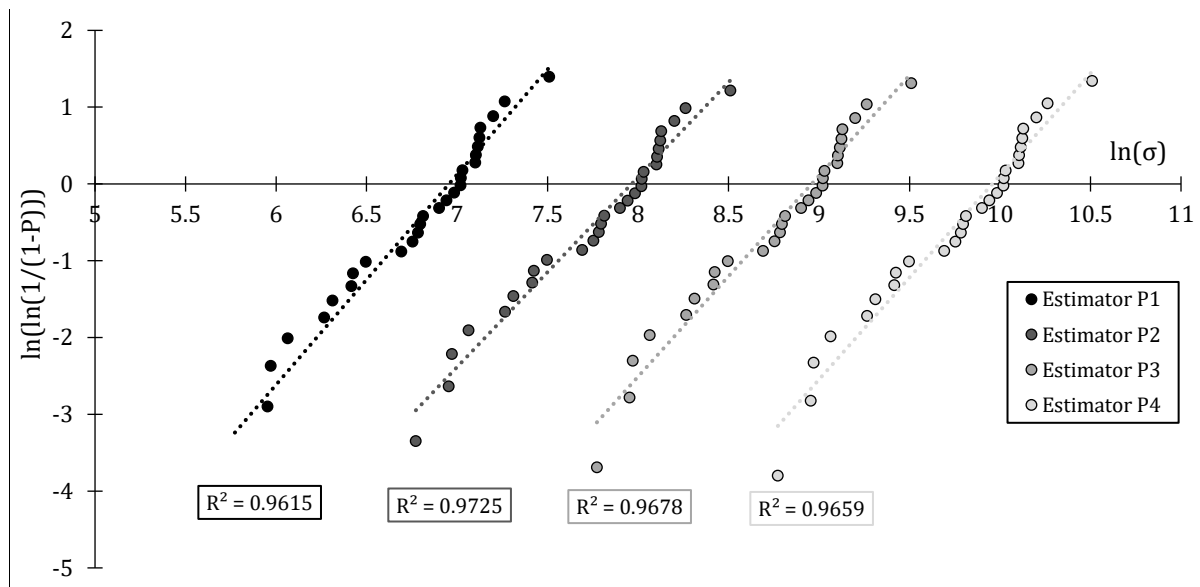 2
1
0
-1
-2
-3
-4
-5
5
5.5
6
6.5
7
7.5
8
8.5
9
9.5
10
10.5
11
ln(σ)
ln(ln(1/(1-P)))
Estimator P1
Estimator P2
Estimator P3
Estimator P4
R² = 0.9615
R² = 0.9725
R² = 0.9678
R² = 0.9659